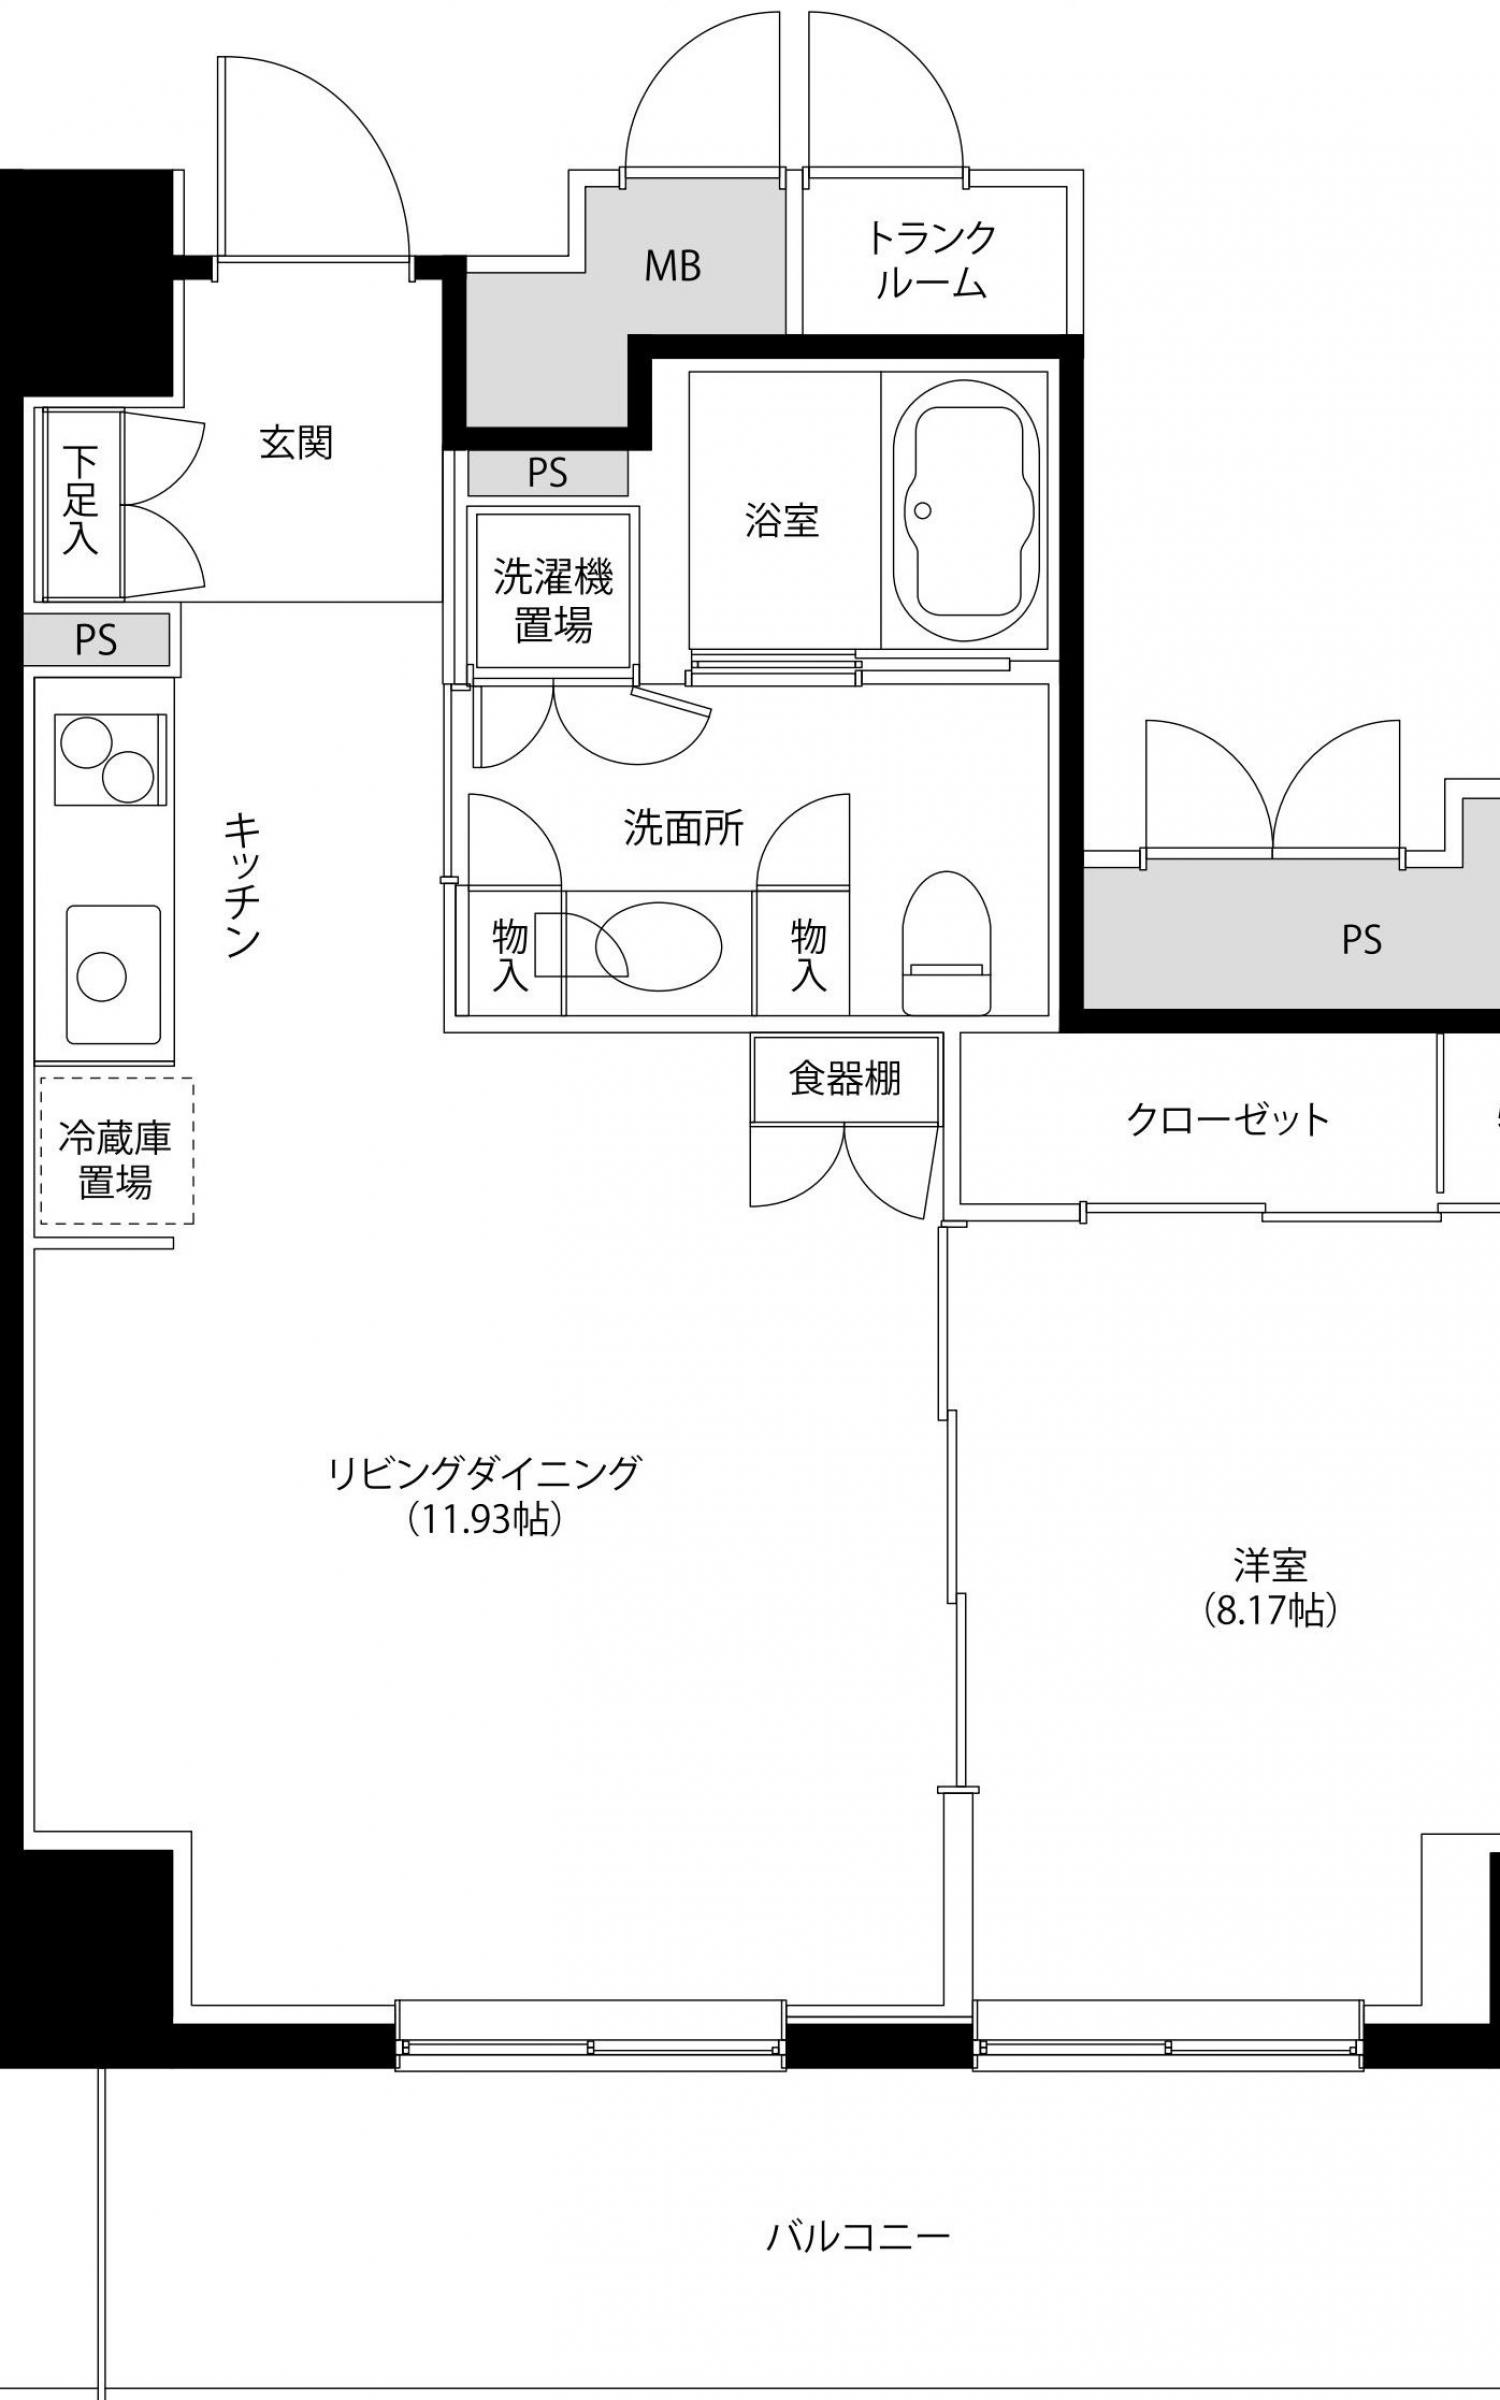 MB
トランク
ルーム
玄関
下足入
PS
浴室
洗濯機
置場
PS
キッチン
洗面所
物入
物入
PS
食器棚
クローゼット
冷蔵庫
置場
リビングダイニング
（11.93帖）
洋室
（8.17帖）
バルコニー